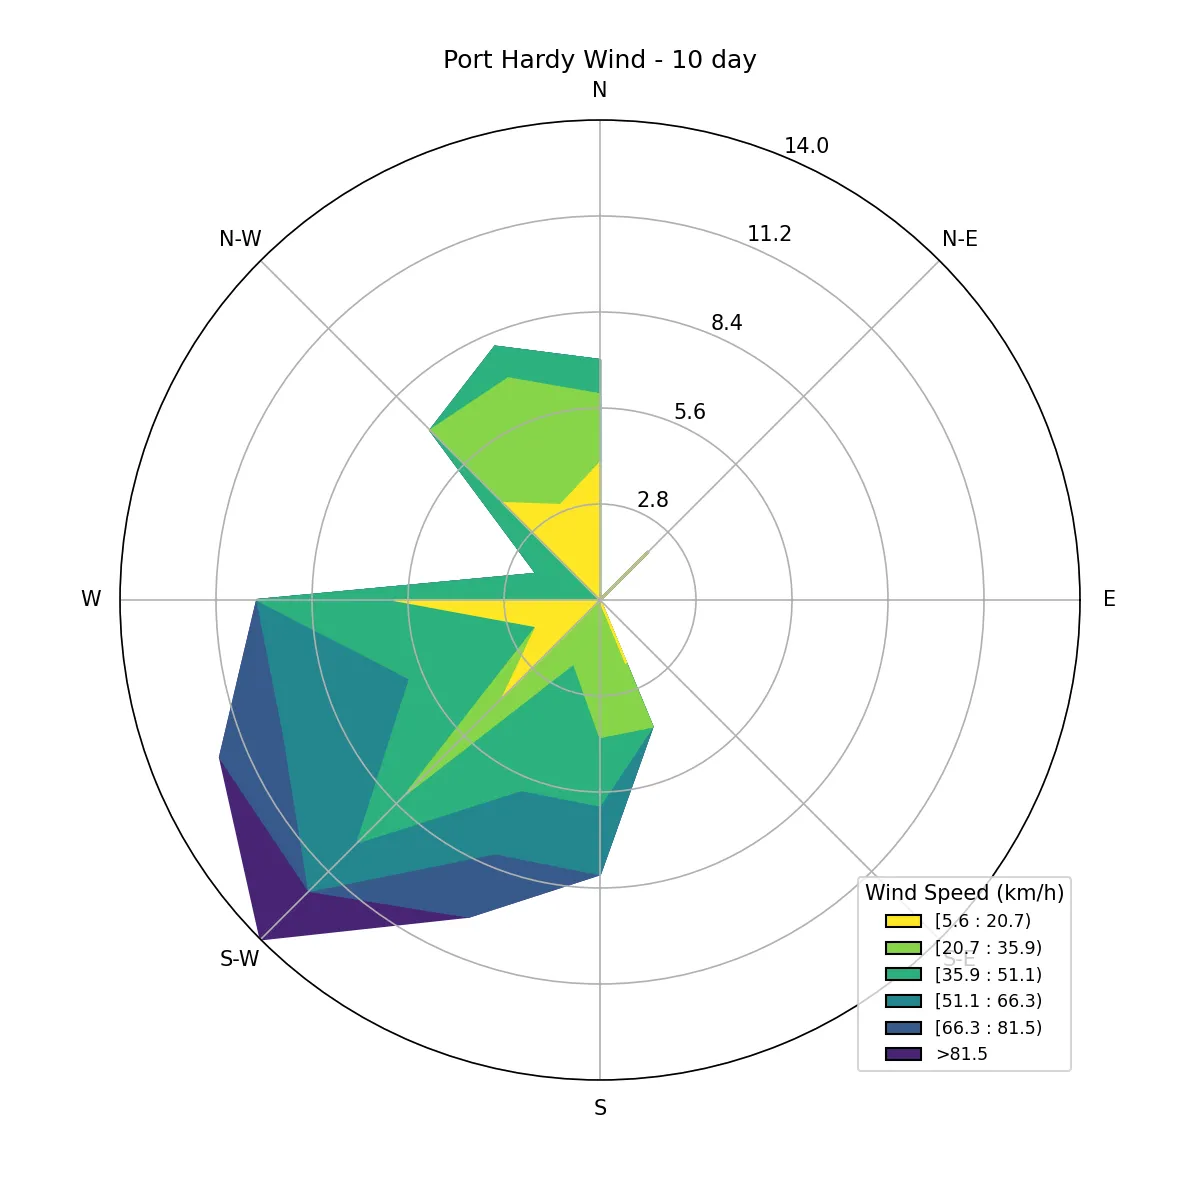 Port Hardy Wind - 10 day
N
14.0
N-W
11.2
N-E
8.4
5.6
2.8
W
E
Wind Speed (km/h)
[5.6 : 20.7)
[20.7 : 35.9)
S-W
S-E
[35.9 : 51.1)
[51.1 : 66.3)
[66.3 : 81.5)
>81.5
S